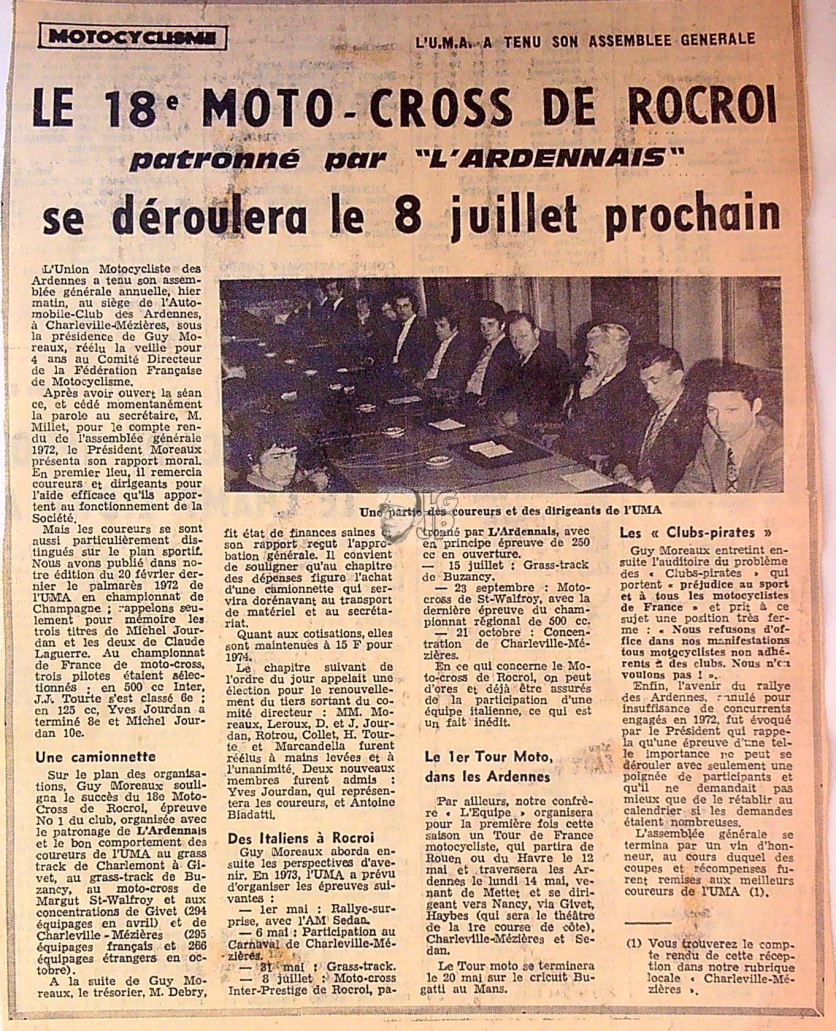 MOTOCYCLISME
L'U.M.A. A TENU SON ASSEMBLEE GENERALE
LE 18e MOTO-CROSS DE ROCROI
patronné par "L'ARDENNAIS"
se déroulera le 8 juillet prochain
L'Union Motocycliste des
Ardennes a tenu son assem-
blée générale annuelle, hier
matin, au siège de l'Auto-
mobile-Club des Ardennes,
à Charleville-Mézières, sous
la présidence de Guy Mo-
reaux, réélu la veille pour
4 ans au Comité Directeur
de la Fédération Française
de Motocyclisme.
Après avoir ouvert la séan
ce, et cédé momentanément
la parole au secrétaire, M.
Millet, pour le compte ren
du de l'assemblée générale
1972, le Président Moreaux
présenta son rapport moral.
En premier lieu, il remercia
coureurs et dirigeants pour
l'aide efficace qu'ils appor-
tent au fonctionnement de la
Société.
Mais les coureurs se sont
aussi particulièrement dis-
tingués sur le plan sportif.
Nous avons publié dans no-
tre édition du 20 février der-
nier le palmarès 1972 de
l'UMA en championnat de
Champagne ; rappelons seu-
lement pour mémoire les
trois titres de Michel Jour-
dan et les deux de Claude
Laguerre. Au championnat
de France de moto-cross,
trois pilotes étaient sélec-
tionnés : en 500 cc Inter,
J.J. Tourte s'est classé 6e ;
en 125 cc, Yves Jourdan a
terminé 8e et Michel Jour-
dan 10e.
Une camionnette
Sur le plan des organisa-
tions, Guy Moreaux souli-
gna le succès du 18e Moto-
Cross de Rocroi, épreuve
No 1 du club, organisée avec
le patronage de L'Ardennais
et le bon comportement des
coureurs de l'UMA au grass
track de Charlemont à Gi-
vet, au grass-track de Bu-
zancy, au moto-cross de
Margut St-Walfroy et aux
concentrations de Givet (294
équipages en avril) et de
Charleville - Mézières (295
équipages français et 266
équipages étrangers en oc-
tobre).
A la suite de Guy Mo-
reaux, le trésorier, M. Debry,
Une partie des coureurs et des dirigeants de l'UMA
fit état de finances saines et
son rapport reçut l'appro-
bation générale. Il convient
de souligner qu'au chapitre
des dépenses figure l'achat
d'une camionnette qui ser-
vira dorénavant au transport
de matériel et au secréta-
riat.
Quant aux cotisations, elles
sont maintenues à 15 F pour
1974.
Le chapitre suivant de
l'ordre du jour appelait une
élection pour le renouvelle-
ment du tiers sortant du co-
mité directeur : MM. Mo-
reaux, Leroux, D. et J. Jour-
dan, Rotrou, Collet, H. Tour-
te, et Marcandella furent
réélus à mains levées et à
l'unanimité. Deux nouveaux
membres furent admis :
Yves Jourdan, qui représen-
tera les coureurs, et Antoine
Biadatti.
Des Italiens à Rocroi
Guy Moreaux aborda en-
suite les perspectives d'ave-
nir. En 1973, l'UMA a prévu
d'organiser les épreuves sui-
vantes :
— 1er mai : Rallye-sur-
prise, avec l'AM Sedan.
— 6 mai : Participation au
Carnaval de Charleville-Mé-
zières.
— 31 mai : Grass-track.
— 8 juillet : Moto-cross
Inter-Prestige de Rocroi, pa-
tronné par L'Ardennais, avec
en principe épreuve de 250
cc en ouverture.
— 15 juillet : Grass-track
de Buzancy.
— 23 septembre : Moto-
cross de St-Walfroy, avec la
dernière épreuve du cham-
pionnat régional de 500 cc.
— 21 octobre : Concen-
tration de Charleville-Mé-
zières.
En ce qui concerne le Mo-
to-cross de Rocroi, on peut
d'ores et déjà être assurés
de la participation d'une
équipe italienne, ce qui est
un fait inédit.
Le 1er Tour Moto,
dans les Ardennes
Par ailleurs, notre confrè-
re « L'Equipe » organisera
pour la première fois cette
saison un Tour de France
motocycliste, qui partira de
Rouen ou du Havre le 12
mai et traversera les Ar-
dennes le lundi 14 mai, ve-
nant de Mettet et se diri-
geant vers Nancy, via Givet,
Haybes (qui sera le théâtre
de la 1re course de côte),
Charleville-Mézières et Se-
dan.
Le Tour moto se terminera
le 20 mai sur le cricuit Bu-
gatti au Mans.
Les « Clubs-pirates »
Guy Moreaux entretint en-
suite l'auditoire du problème
des « Clubs-pirates » qui
portent « préjudice au sport
et à tous les motocyclistes
de France » et prit à ce
sujet une position très fer-
me : « Nous refusons d'of-
fice dans nos manifestations
tous motocyclistes non adhé-
rents à des clubs. Nous n'en
voulons pas ! ».
Enfin, l'avenir du rallye
des Ardennes, annulé pour
insuffisance de concurrents
engagés en 1972, fut évoqué
par le Président qui rappe-
la qu'une épreuve d'une tel-
le importance ne peut se
dérouler avec seulement une
poignée de participants et
qu'il ne demandait pas
mieux que de le rétablir au
calendrier si les demandes
étaient nombreuses.
L'assemblée générale se
termina par un vin d'hon-
neur, au cours duquel des
coupes et récompenses fu-
rent remises aux meilleurs
coureurs de l'UMA (1).
(1) Vous trouverez le comp-
te rendu de cette récep-
tion dans notre rubrique
locale « Charleville-Mé-
zières ».